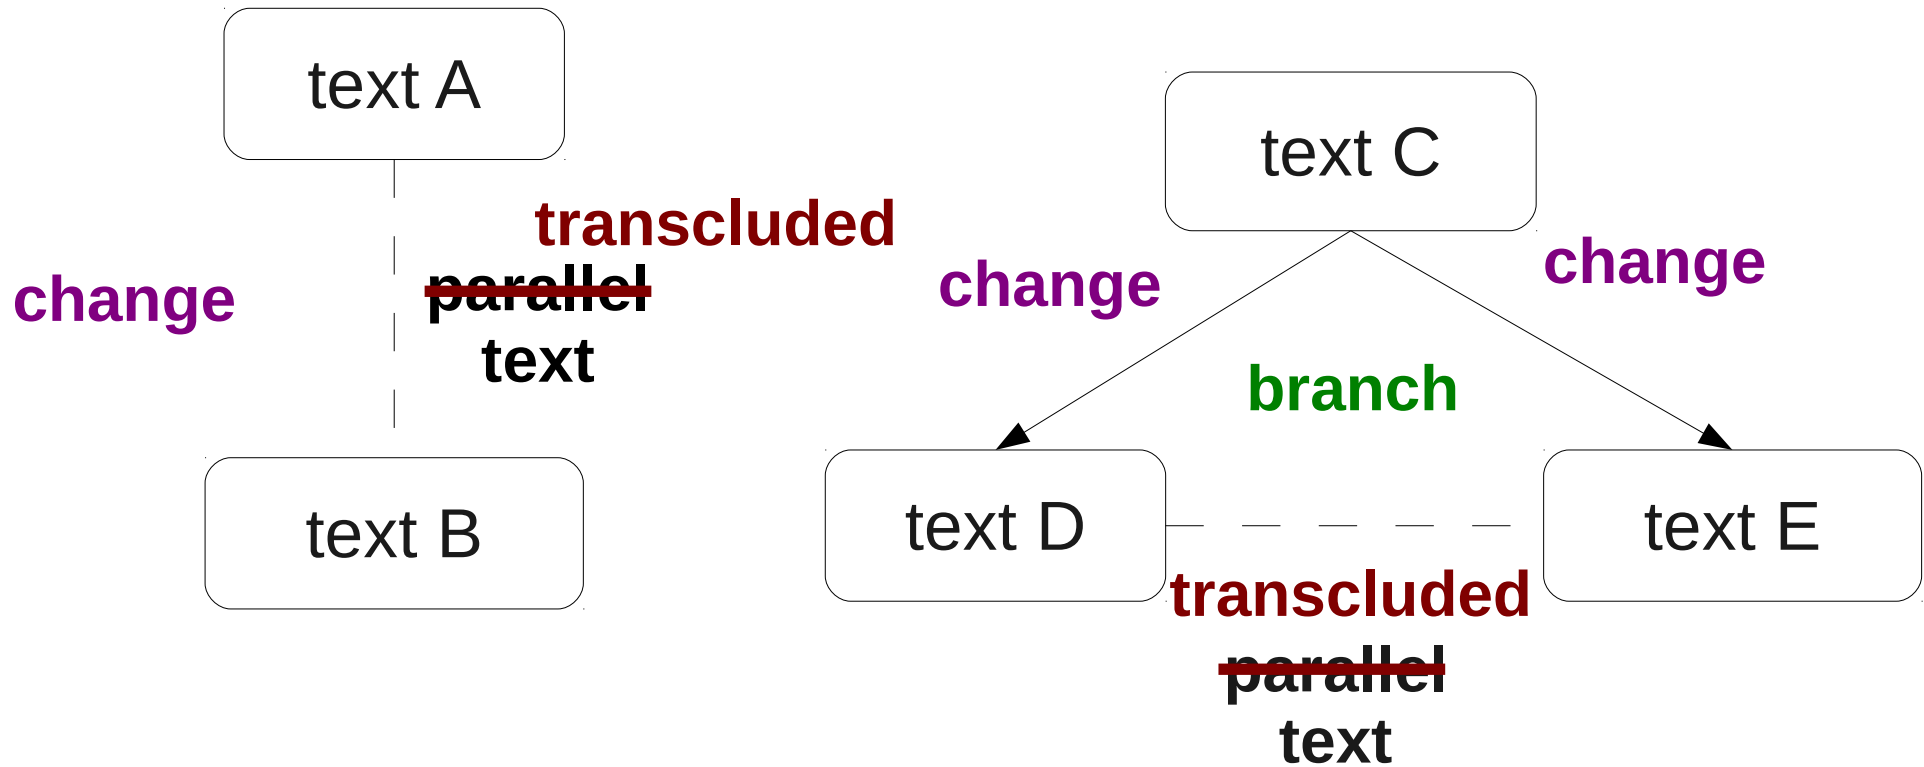 text A
transcluded
change
parallel
text
text B
text C
change
change
branch
text D
text E
transcluded
parallel
text